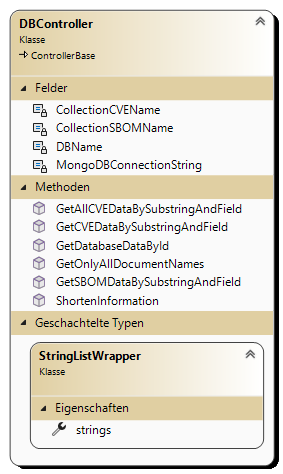 DBController
Klasse
ControllerBase
Felder
CollectionCVEName
CollectionSBOMName
DBName
MongoDBConnectionString
Methoden
GetAllCVEDataBySubstringAndField
GetCVEDataBySubstringAndField
GetDatabaseDataById
GetOnlyAllDocumentNames
GetSBOMDataBySubstringAndField
ShortenInformation
Geschachtelte Typen
StringListWrapper
Klasse
Eigenschaften
strings